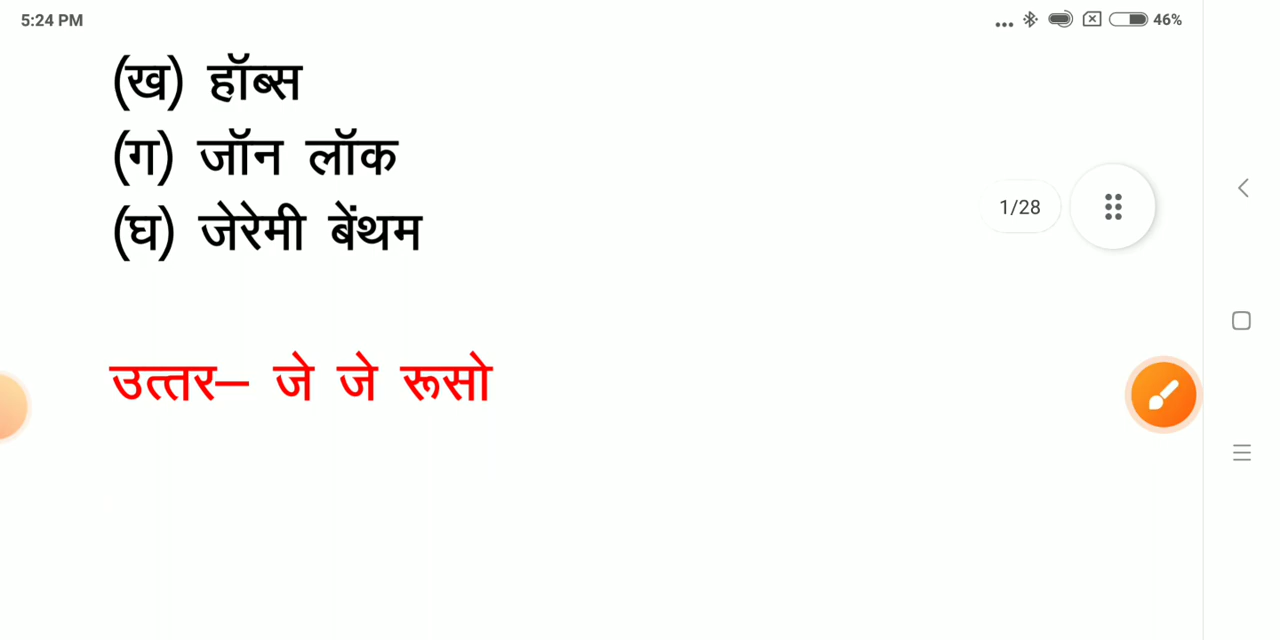 5:24 PM
46%
(ख) हॉब्स
(ग) जॉन लॉक
(घ) जेरेमी बेंथम
1/28
उत्तर– जे जे रूसो